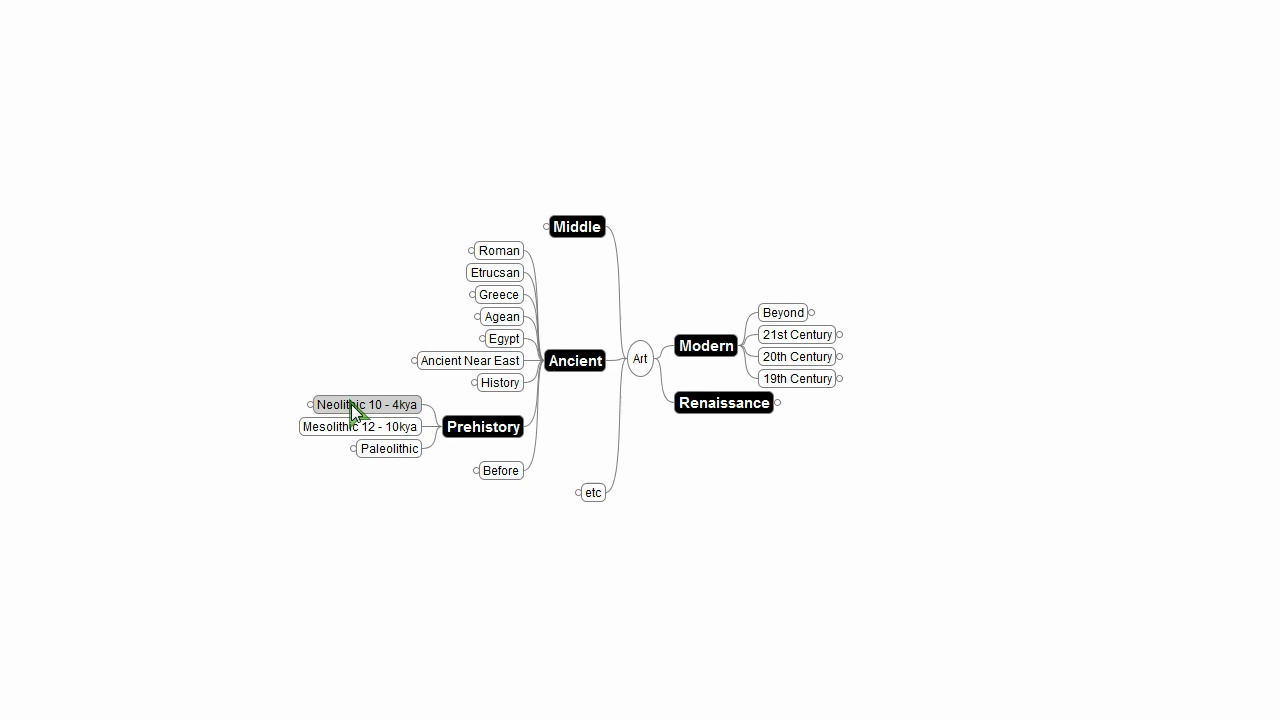 Middle
Roman
Etrucsan
Greece
Agean
Egypt
Ancient Near East
History
Ancient
Neolithic 10 - 4kya
Mesolithic 12 - 10kya
Paleolithic
Prehistory
Before
etc
Art
Modern
Beyond
21st Century
20th Century
19th Century
Renaissance